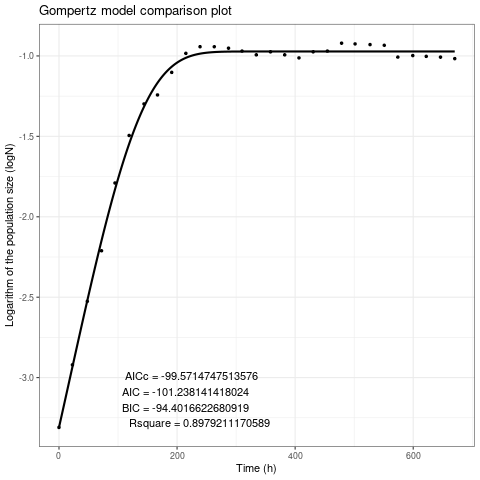 Gompertz model comparison plot
Logarithm of the population size (logN)
-1.0
-1.5
-2.0
-2.5
-3.0
AICc = -99.5714747513576
AIC = -101.238141418024
BIC = -94.4016622680919
Rsquare = 0.8979211170589
0 200 400 600
Time (h)